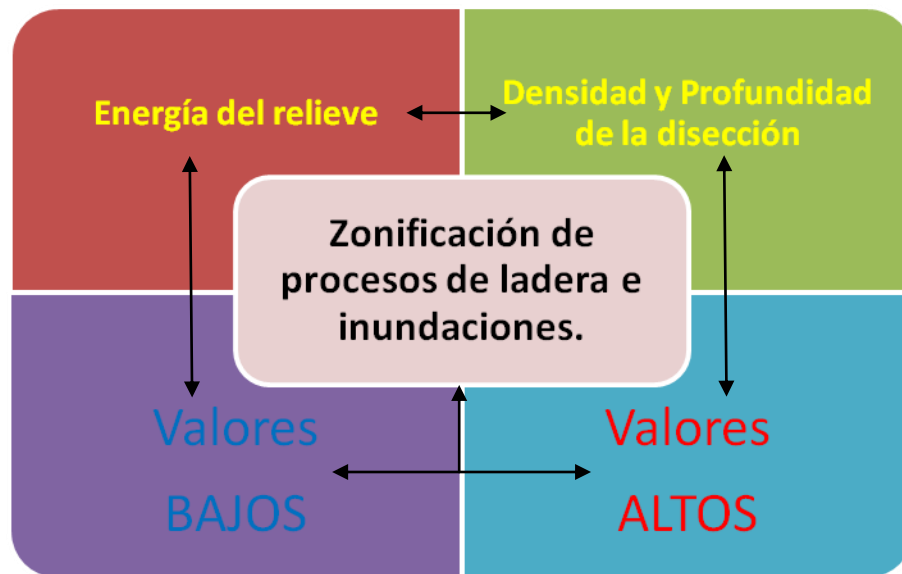 Energía del relieve
Densidad y Profundidad
de la disección
Zonificación de
procesos de ladera e
inundaciones.
Valores
BAJOS
Valores
ALTOS